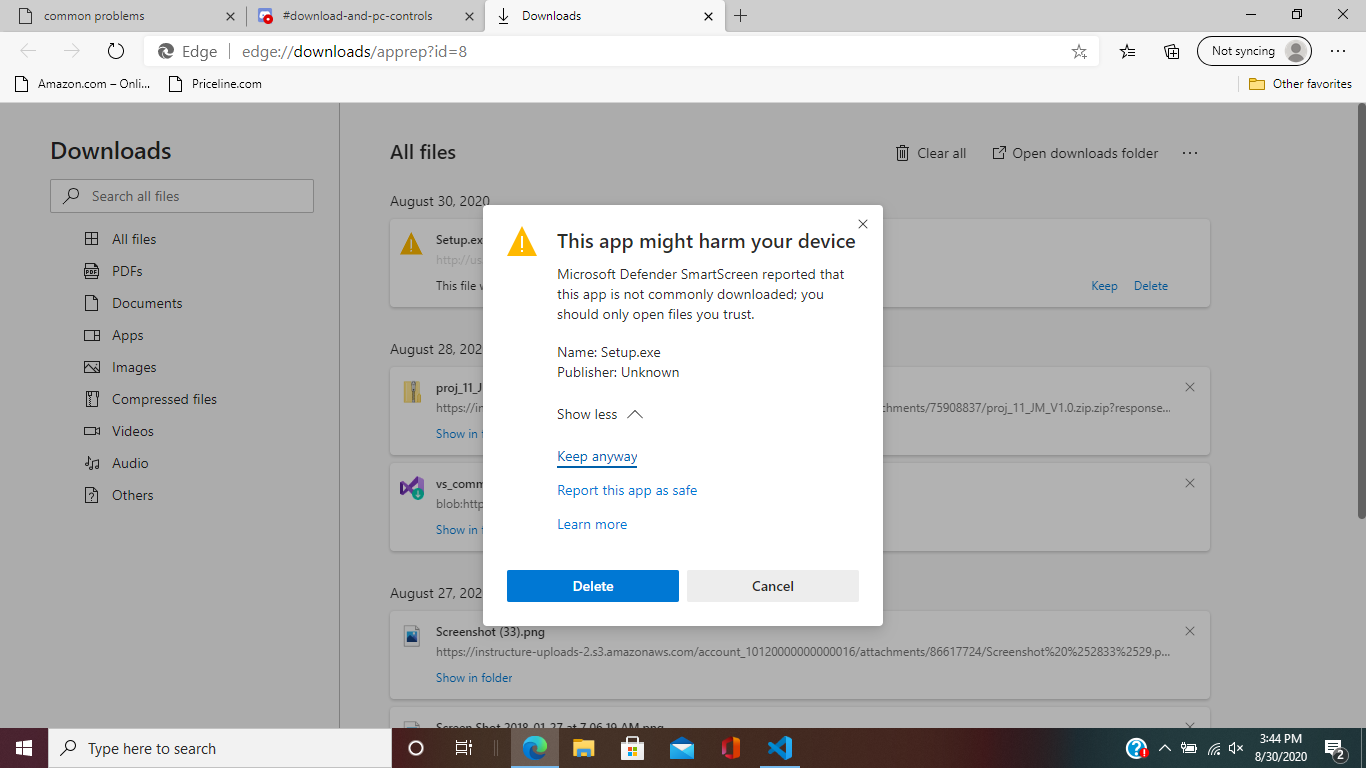 common problems
#download-and-pc-controls
Downloads
Edge
edge://downloads/apprep?id=8
Not syncing
Amazon.com – Onli...
Priceline.com
Other favorites
Downloads
Search all files
All files
PDFs
Documents
Apps
Images
Compressed files
Videos
Audio
Others
All files
Clear all
Open downloads folder
August 30, 2020
Setup.ex
http://us
This file w
Keep
Delete
August 28, 202
proj_11_J
https://in
chments/75908837/proj_11_JM_V1.0.zip.zip?response...
Show in f
vs_comm
blob:http
Show in f
August 27, 202
Screenshot (33).png
https://instructure-uploads-2.s3.amazonaws.com/account_10120000000000016/attachments/86617724/Screenshot%20%252833%2529.p...
Show in folder
Screen Shot 2018-01-27 at 7.06.19 AM.png
This app might harm your device
Microsoft Defender SmartScreen reported that
this app is not commonly downloaded; you
should only open files you trust.
Name: Setup.exe
Publisher: Unknown
Show less
Keep anyway
Report this app as safe
Learn more
Delete
Cancel
Type here to search
3:44 PM
8/30/2020
2